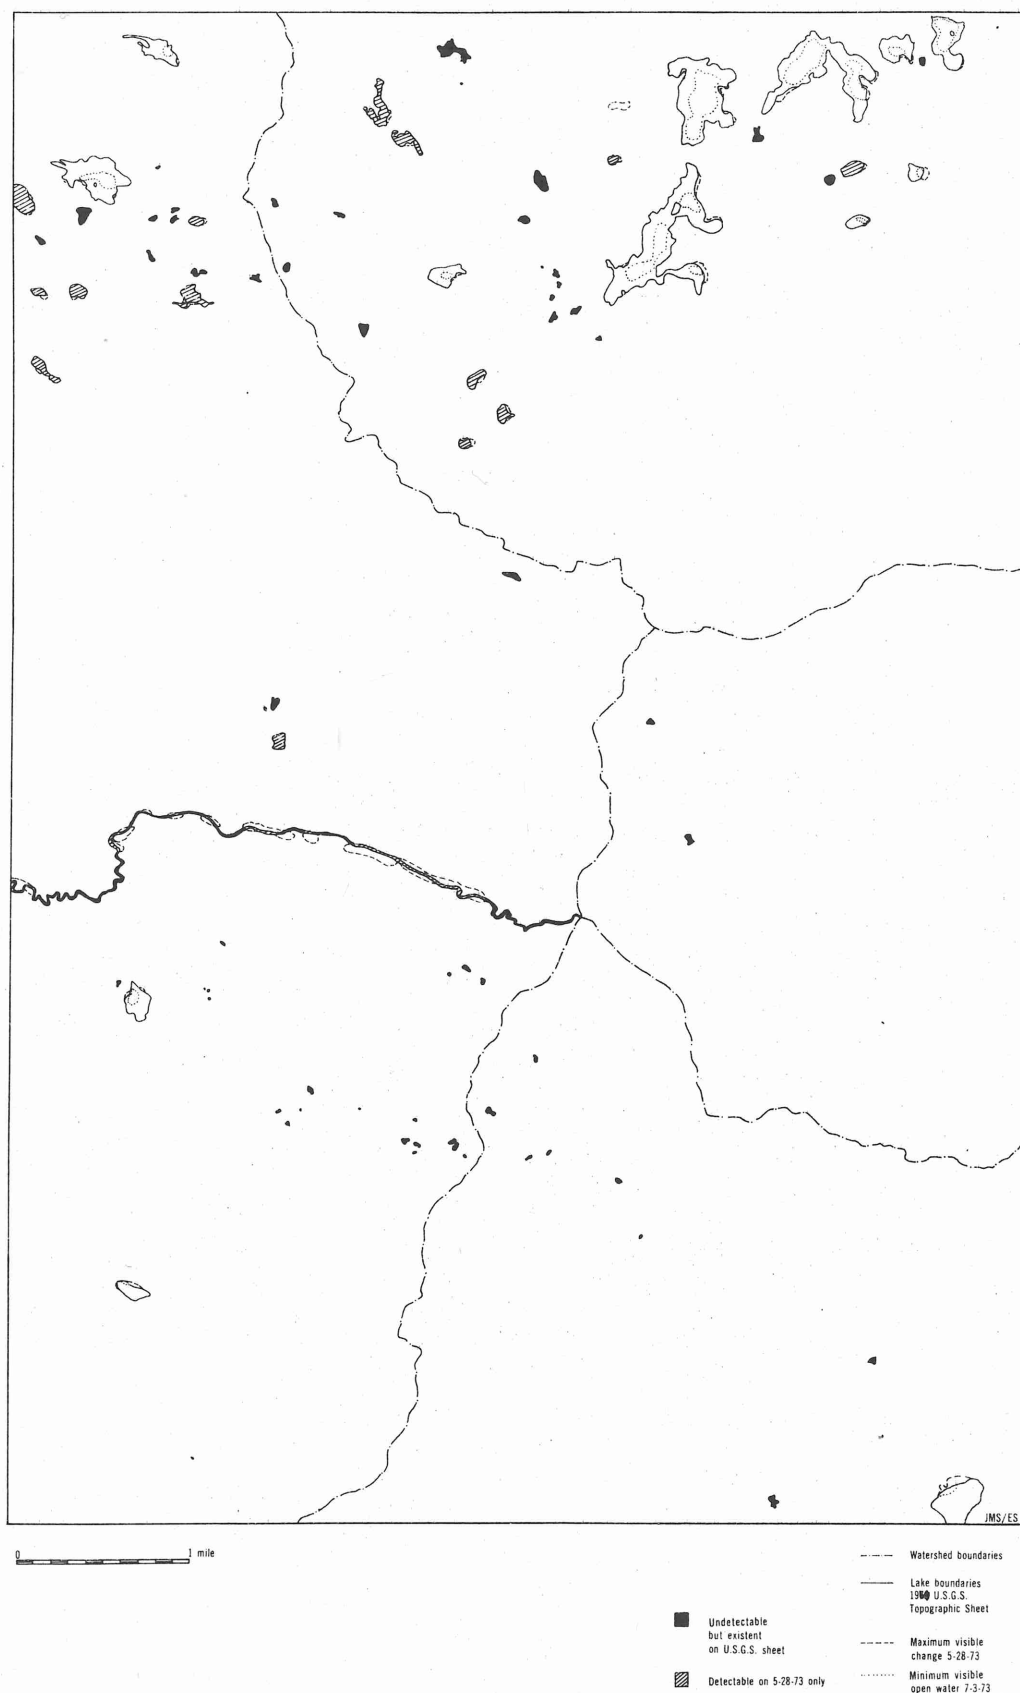 JMS/ES
0 1 mile
Watershed boundaries
Lake boundaries
U.S.G.S.
Topographic Sheet
Undetectable
but existent
on U.S.G.S. sheet
Maximum visible
change 5-28-73
Detectable on 5-28-73 only
Minimum visible
open water 7-3-73